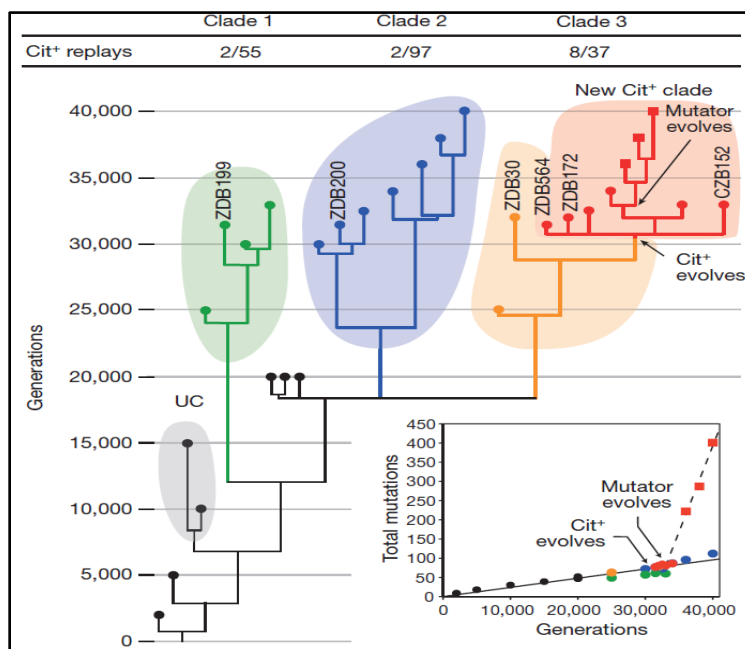 Clade 1 Clade 2 Clade 3
Cit+ replays 2/55 2/97 8/37
New Cit+ clade
40,000
Mutator
evolves
ZDB199
ZDB200
ZDB30
ZDB564
ZDB172
CZB152
35,000
30,000
Cit+
evolves
25,000
Generations
20,000
UC
15,000
10,000
5,000
0
450
400
350
300
250
200
150
100
50
0
Total mutations
Mutator
evolves
Cit+
evolves
0 10,000 20,000 30,000 40,000
Generations